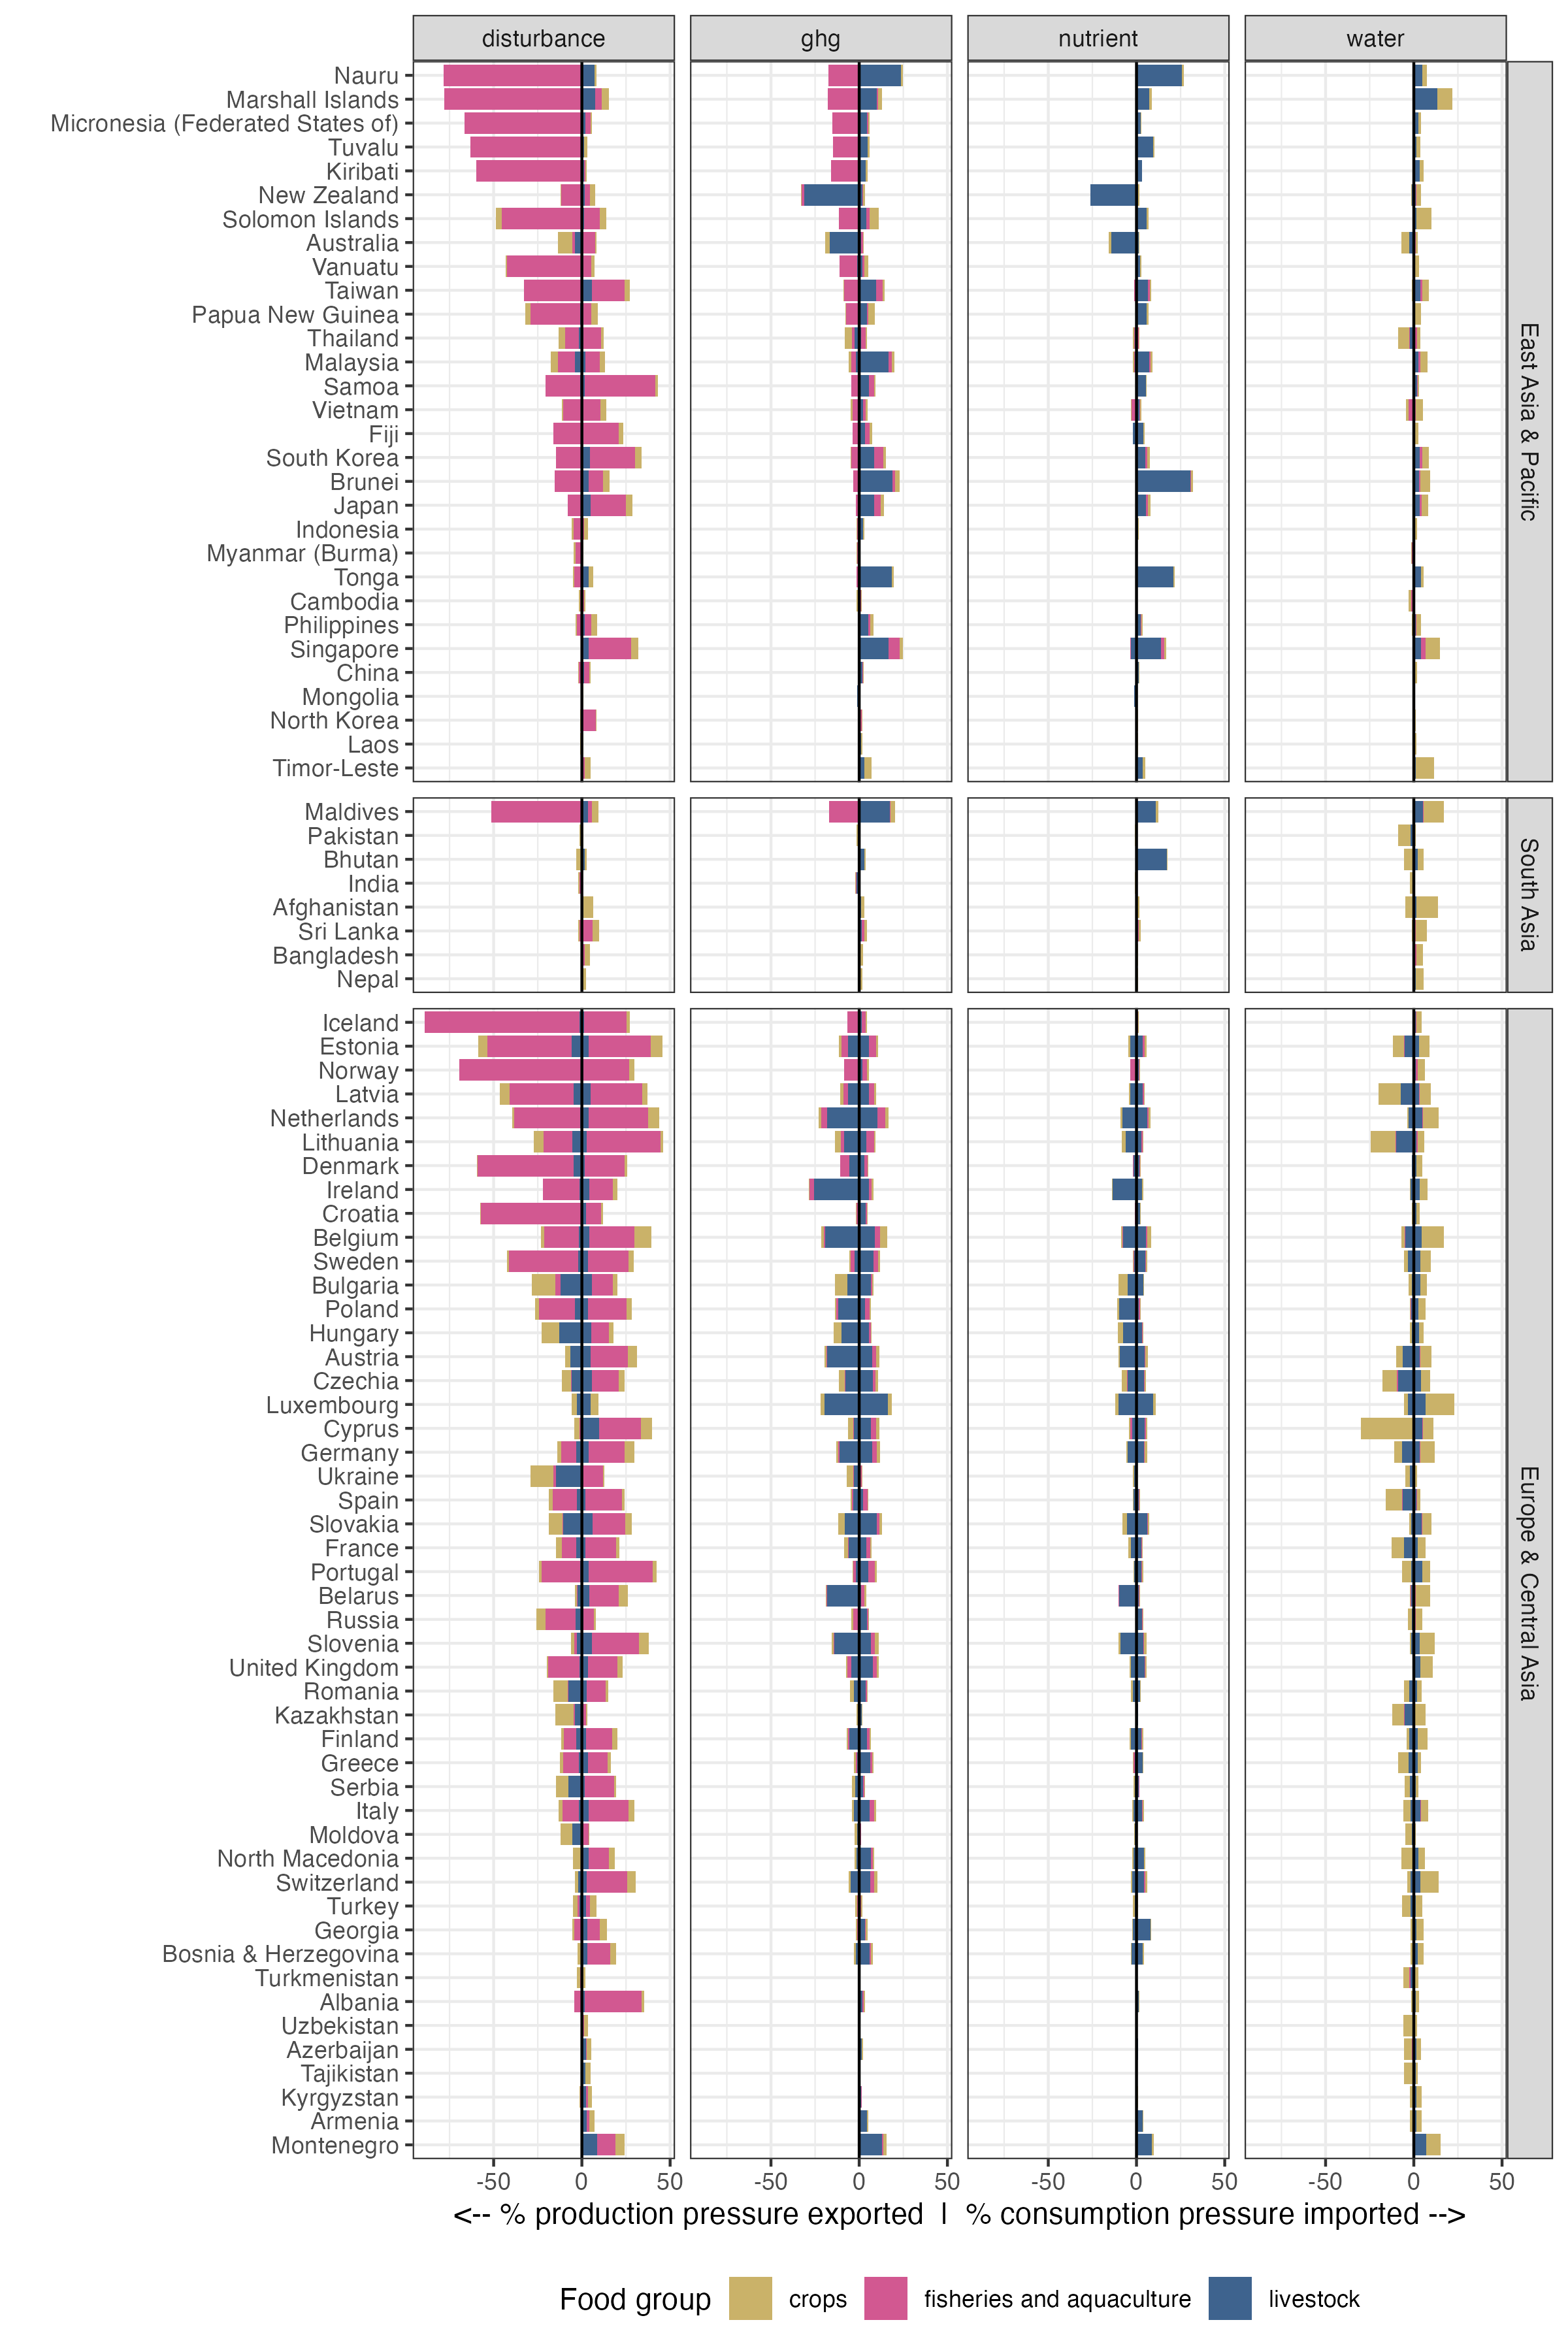 disturbance ghg nutrient water
Nauru
Marshall Islands
Micronesia (Federated States of)
Tuvalu
Kiribati
New Zealand
Solomon Islands
Australia
Vanuatu
Taiwan
Papua New Guinea
Thailand
Malaysia
Samoa
Vietnam
Fiji
South Korea
Brunei
Japan
Indonesia
Myanmar (Burma)
Tonga
Cambodia
Philippines
Singapore
China
Mongolia
North Korea
Laos
Timor-Leste
East Asia & Pacific
Maldives
Pakistan
Bhutan
India
Afghanistan
Sri Lanka
Bangladesh
Nepal
South Asia
Iceland
Estonia
Norway
Latvia
Netherlands
Lithuania
Denmark
Ireland
Croatia
Belgium
Sweden
Bulgaria
Poland
Hungary
Austria
Czechia
Luxembourg
Cyprus
Germany
Ukraine
Spain
Slovakia
France
Portugal
Belarus
Russia
Slovenia
United Kingdom
Romania
Kazakhstan
Finland
Greece
Serbia
Italy
Moldova
North Macedonia
Switzerland
Turkey
Georgia
Bosnia & Herzegovina
Turkmenistan
Albania
Uzbekistan
Azerbaijan
Tajikistan
Kyrgyzstan
Armenia
Montenegro
Europe & Central Asia
-50 0 50 -50 0 50 -50 0 50 -50 0 50
<-- % production pressure exported | % consumption pressure imported -->
Food group crops fisheries and aquaculture livestock